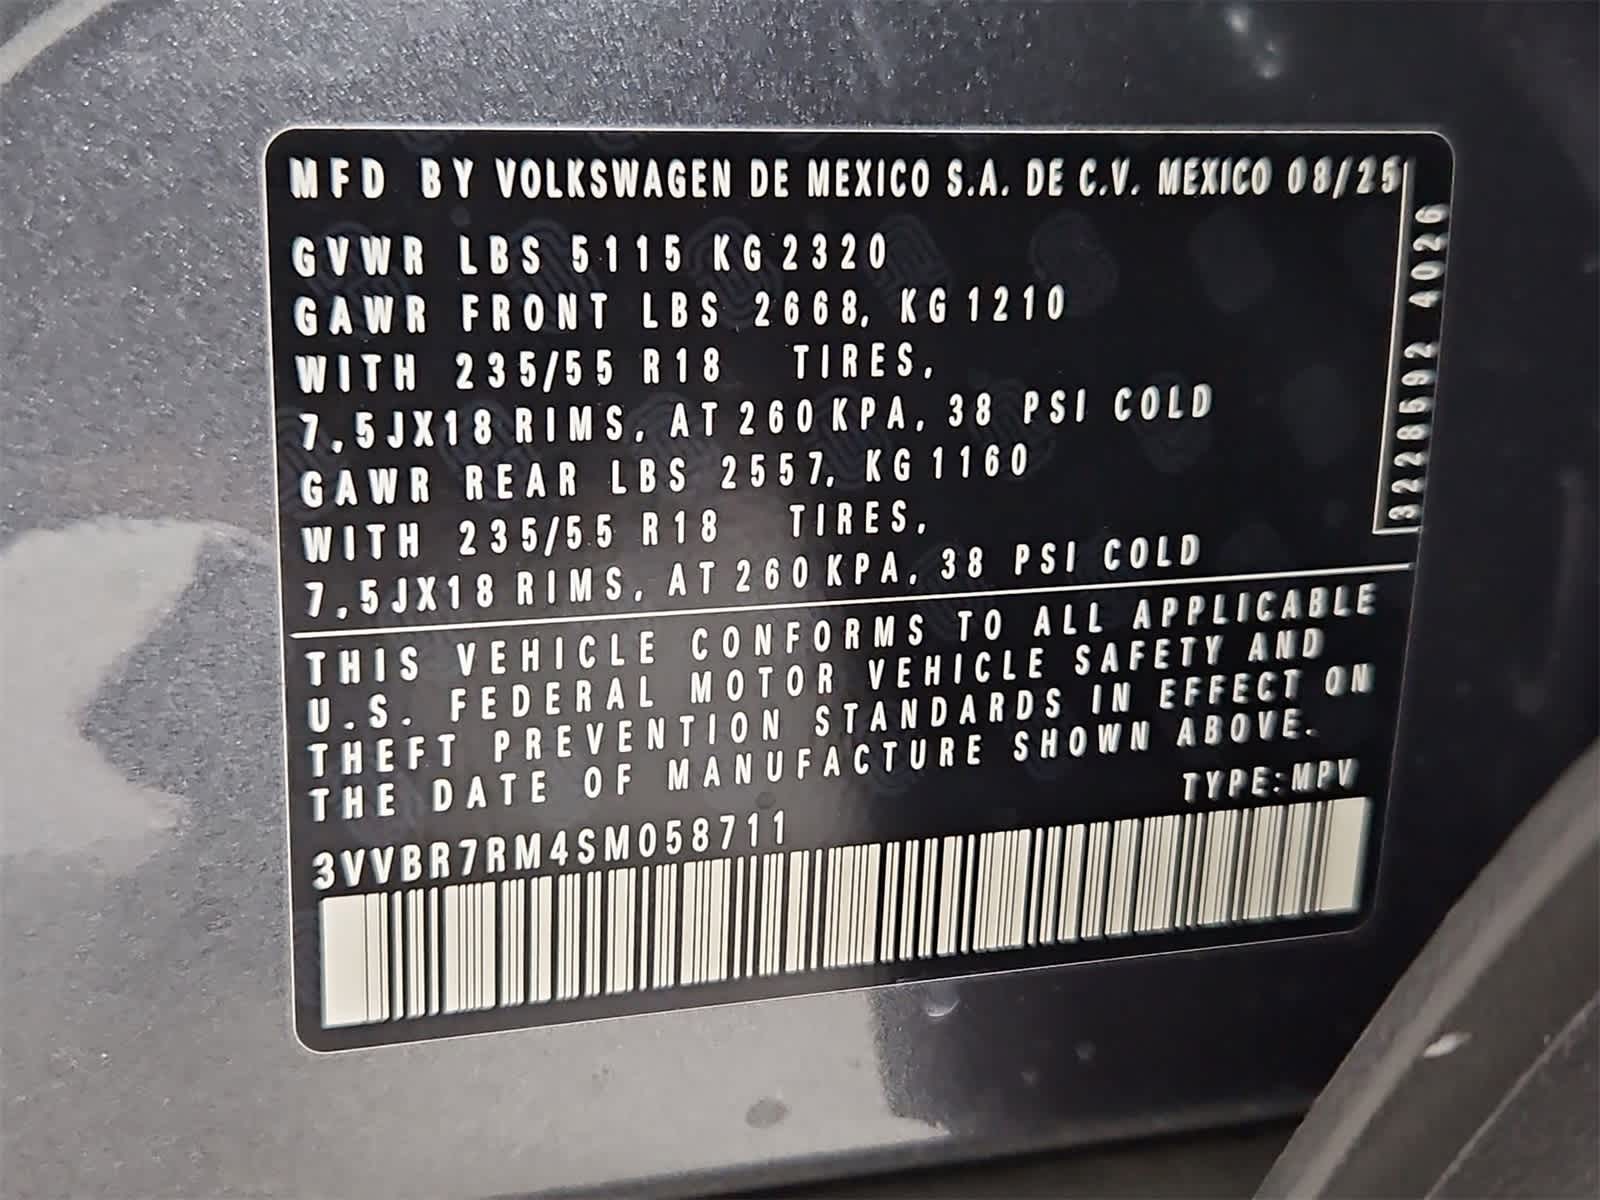 MFD BY VOLKSWAGEN DE MEXICO S.A. DE C.V. MEXICO 08/25
GVWR LBS 5115 KG 2320
GAWR FRONT LBS 2668, KG 1210
WITH 235/55 R18 TIRES,
7,5JX18 RIMS, AT 260 KPA, 38 PSI COLD
GAWR REAR LBS 2557, KG 1160
WITH 235/55 R18 TIRES,
7,5JX18 RIMS, AT 260 KPA, 38 PSI COLD
3228592 4026
THIS VEHICLE CONFORMS TO ALL APPLICABLE
U.S. FEDERAL MOTOR VEHICLE SAFETY AND
THEFT PREVENTION STANDARDS IN EFFECT ON
THE DATE OF MANUFACTURE SHOWN ABOVE.
TYPE:MPV
3VVBR7RM4SM058711